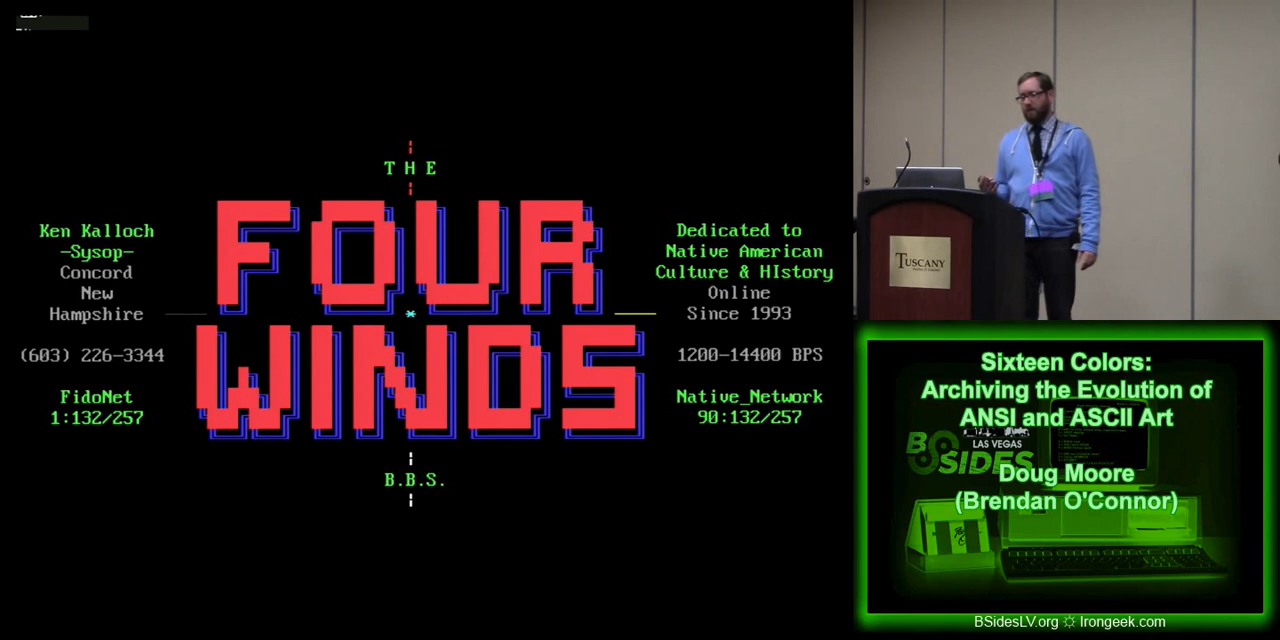 THE
FOUR
WINDS
B.B.S.
Ken Kalloch
-Sysop-
Concord
New
Hampshire
(603) 226-3344
FidoNet
1:132/257
Dedicated to
Native American
Culture & HIstory
Online
Since 1993
1200-14400 BPS
Native_Network
90:132/257
TUSCANY
Sixteen Colors:
Archiving the Evolution of
ANSI and ASCII Art
LAS VEGAS
BSIDES
Doug Moore
(Brendan O'Connor)
BSidesLV.org ☼ Irongeek.com